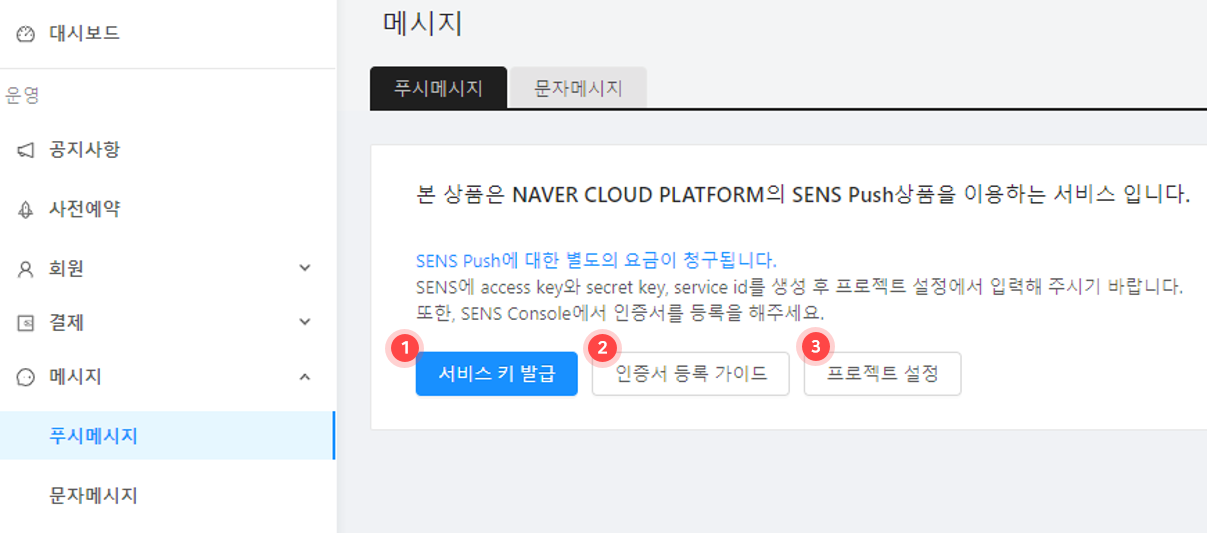 대시보드
운영
공지사항
사전예약
회원
결제
메시지
푸시메시지
문자메시지
메시지
푸시메시지
문자메시지
본 상품은 NAVER CLOUD PLATFORM의 SENS Push상품을 이용하는 서비스 입니다.
SENS Push에 대한 별도의 요금이 청구됩니다.
SENS에 access key와 secret key, service id를 생성 후 프로젝트 설정에서 입력해 주시기 바랍니다.
또한, SENS Console에서 인증서를 등록을 해주세요.
1 서비스 키 발급
2 인증서 등록 가이드
3 프로젝트 설정